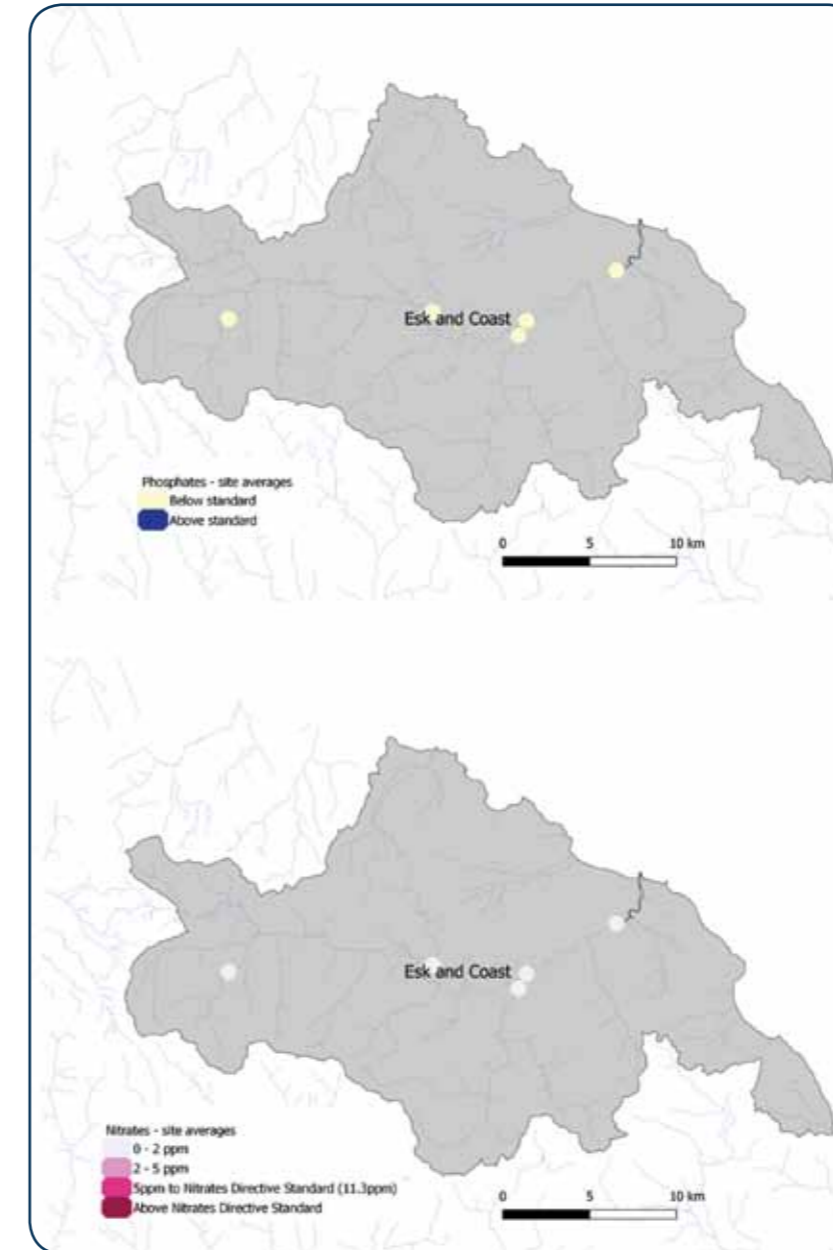 Esk and Coast
Phosphates - site averages
Below standard
Above standard
0 5 10 km
Esk and Coast
Nitrates - site averages
0 - 2 ppm
2 - 5 ppm
5ppm to Nitrates Directive Standard (11.3ppm)
Above Nitrates Directive Standard
0 5 10 km